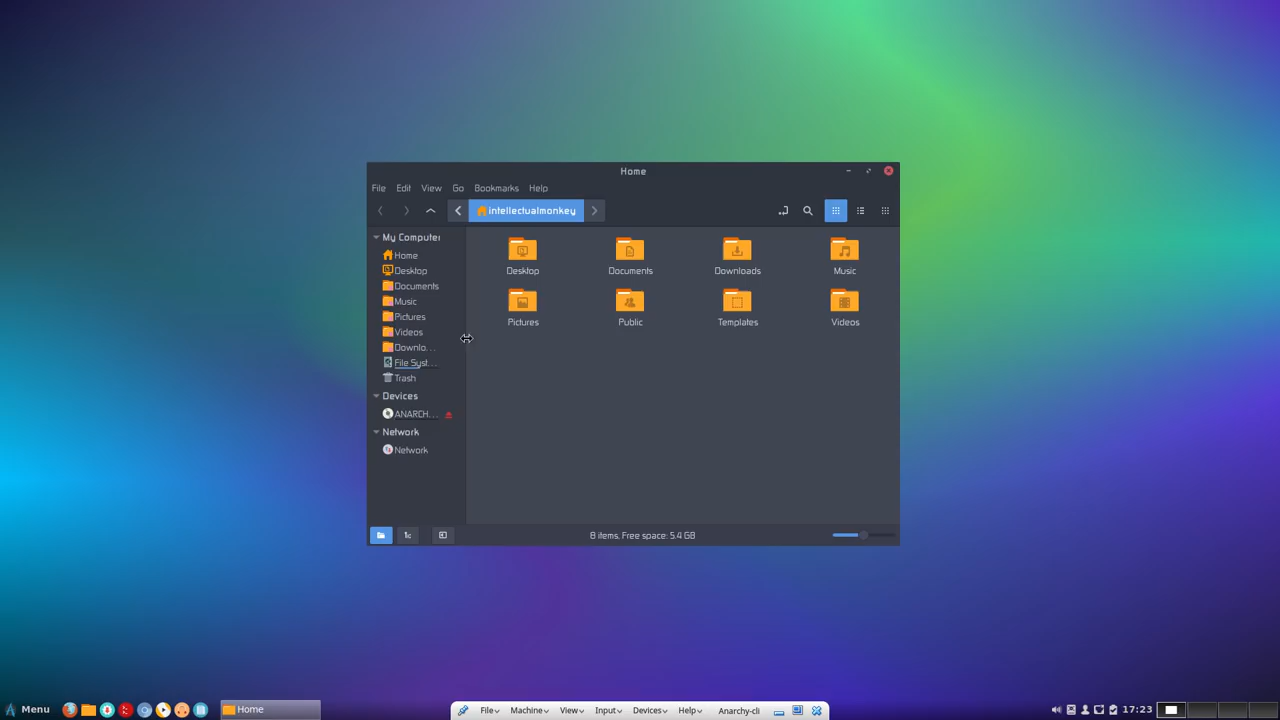 Home
File Edit View Go Bookmarks Help
intellectualmonkey
My Computer
Home
Desktop
Documents
Music
Pictures
Videos
Downlo...
File Syst...
Trash
Devices
ANARCH...
Network
Network
Desktop Documents Downloads Music
Pictures Public Templates Videos
8 items, Free space: 5.4 GB
Menu Home File Machine View Input Devices Help Anarchy-cli 17:23